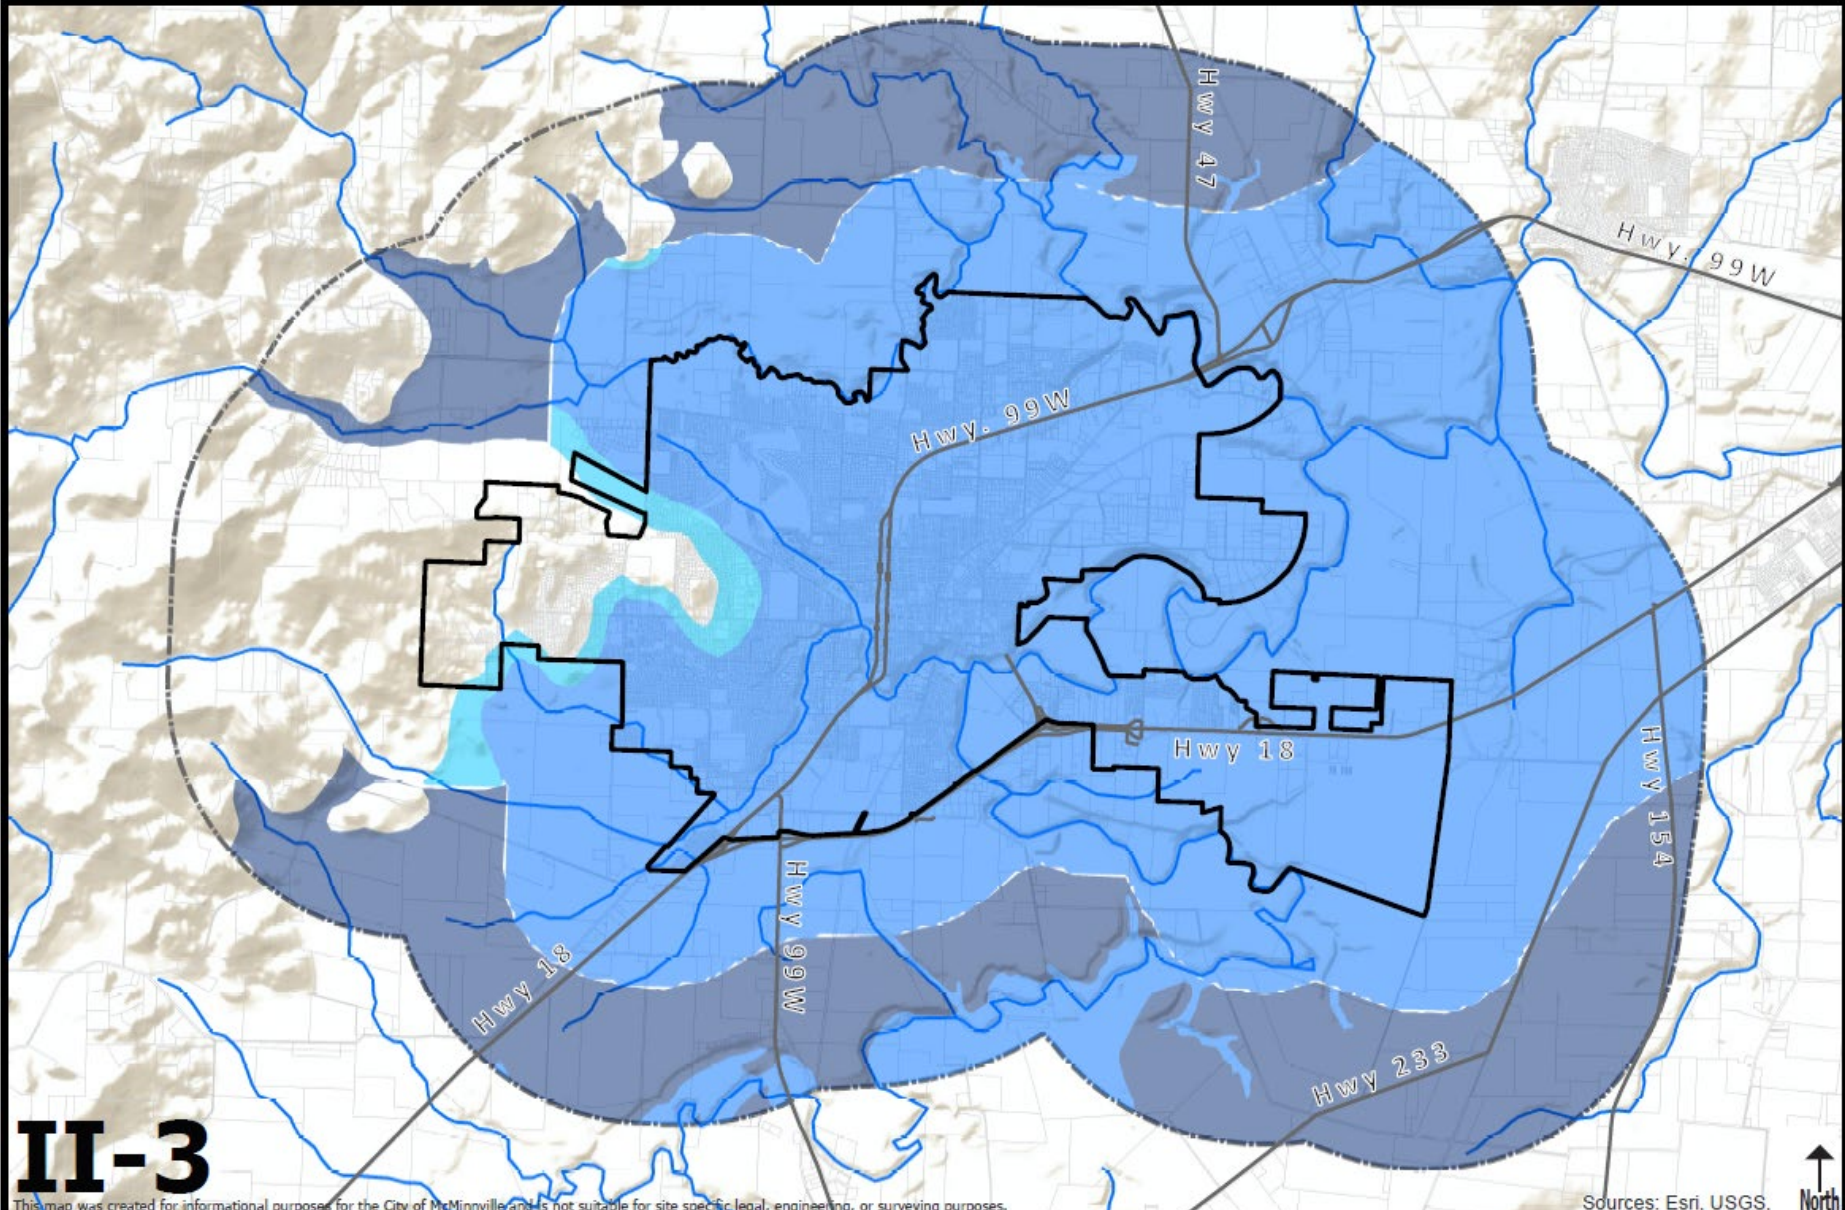 Hwy 47
Hwy. 99W
Hwy. 99W
Hwy 18
Hwy 154
Hwy 99W
Hwy 18
Hwy 233
II-3
This map was created for informational purposes for the City of McMinnville and is not suitable for site specific legal, engineering, or surveying purposes.
Sources: Esri, USGS,
North